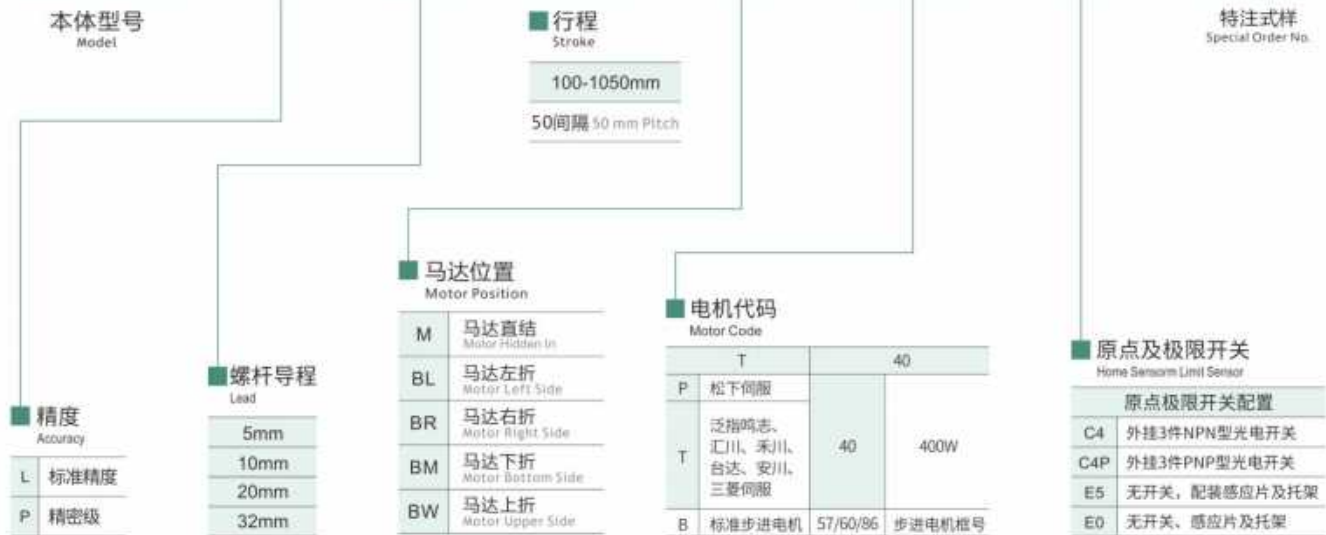 本体型号
Model
行程
Stroke
100-1050mm
50间隔 50 mm Pitch
特注式样
Special Order No.
精度
Accuracy
L 标准精度
P 精密级
螺杆导程
Lead
5mm
10mm
20mm
32mm
马达位置
Motor Position
M 马达直结
Motor Hidden In
BL 马达左折
Motor Left Side
BR 马达右折
Motor Right Side
BM 马达下折
Motor Bottom Side
BW 马达上折
Motor Upper Side
电机代码
Motor Code
T 40
P 松下伺服
T
泛指鸣志、
汇川、禾川、
台达、安川、
三菱伺服
40 400W
B 标准步进电机 57/60/86 步进电机框号
原点及极限开关
Home Sensorm Limit Sensor
原点极限开关配置
C4 外挂3件NPN型光电开关
C4P 外挂3件PNP型光电开关
E5 无开关，配装感应片及托架
E0 无开关、感应片及托架